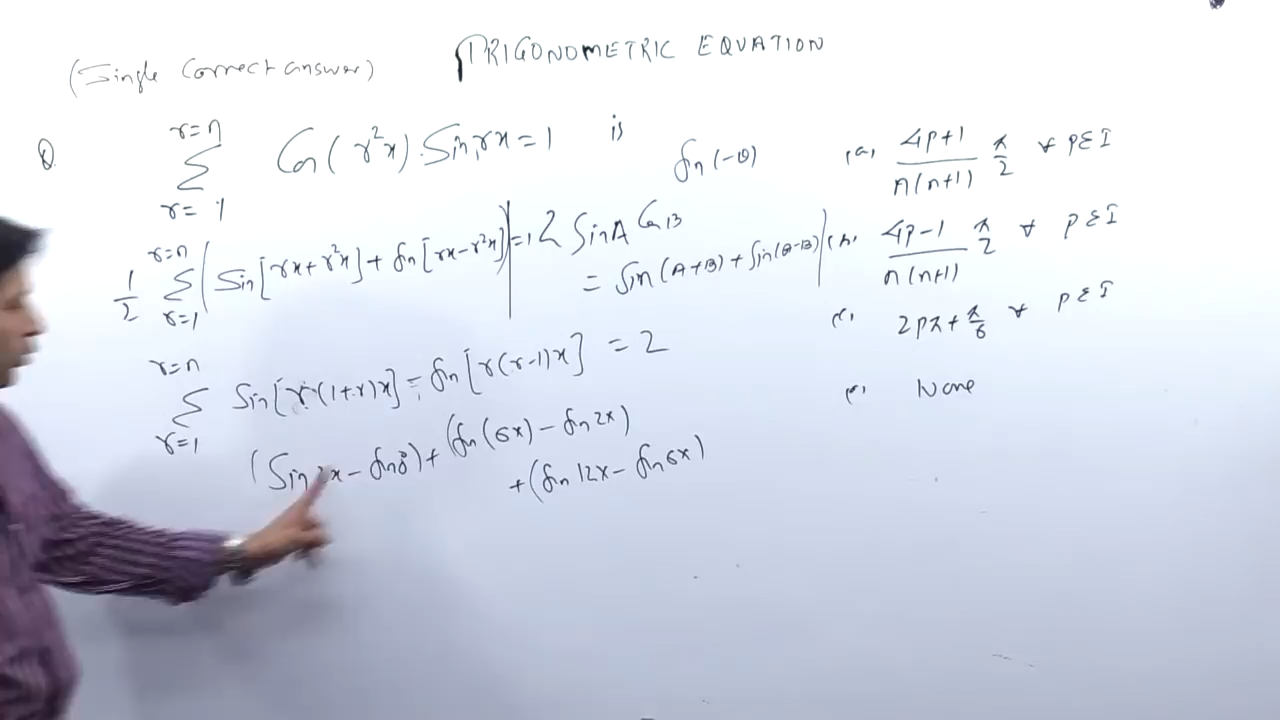 TRIGONOMETRIC EQUATION
(Single Correct answer)
Q. r=n Σ r=1 Cos(r²x).Sin rx=1 is
Sin(-θ)
(a) 4p+1/n(n+1) π/2 ∀ p∈I
1/2 r=n Σ r=1 (Sin[rx+r²x]+Sin[rx-r²x])=1
2 SinA CosB
= Sin(A+B)+Sin(A-B)
(b) 4p-1/n(n+1) π/2 ∀ p∈I
(c) 2pπ+π/6 ∀ p∈I
r=n Σ r=1 Sin[r(1+r)x] - Sin[r(r-1)x] = 2
None
(Sin 2x - Sin 0)+(Sin(6x) - Sin 2x)
+(Sin 12x - Sin 6x)